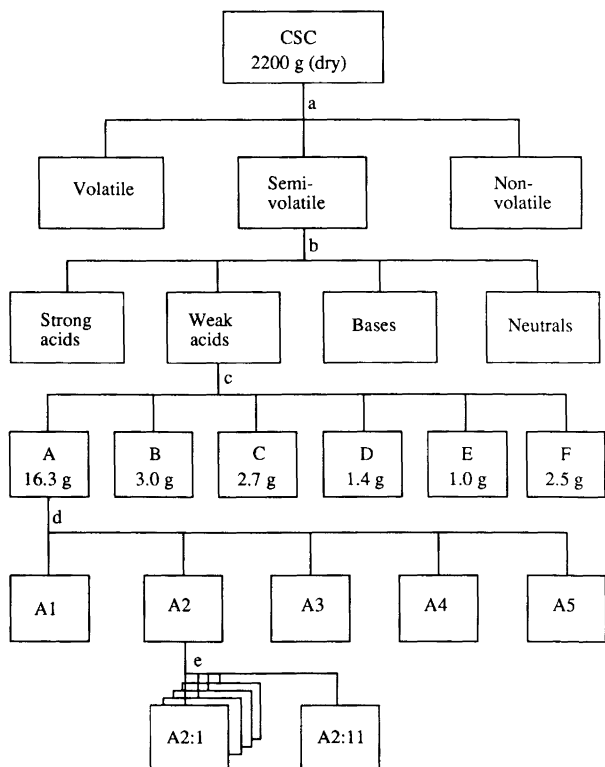 CSC
2200 g (dry)
a
Volatile
Semi-
volatile
Non-
volatile
b
Strong
acids
Weak
acids
Bases
Neutrals
c
A
16.3 g
B
3.0 g
C
2.7 g
D
1.4 g
E
1.0 g
F
2.5 g
d
A1
A2
A3
A4
A5
e
A2:1
A2:11